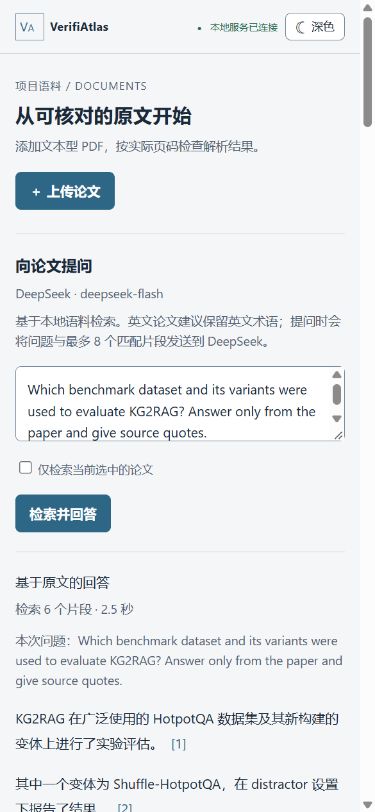 VA VerifiAtlas
本地服务已连接
深色
项目语料 / DOCUMENTS
从可核对的原文开始
添加文本型 PDF，按实际页码检查解析结果。
+ 上传论文
向论文提问
DeepSeek · deepseek-flash
基于本地语料检索。英文论文建议保留英文术语；提问时会
将问题与最多 8 个匹配片段发送到 DeepSeek。
Which benchmark dataset and its variants were
used to evaluate KG2RAG? Answer only from the
paper and give source quotes.
仅检索当前选中的论文
检索并回答
基于原文的回答
检索 6 个片段 · 2.5 秒
本次问题：Which benchmark dataset and its variants were
used to evaluate KG2RAG? Answer only from the paper and
give source quotes.
KG2RAG 在广泛使用的 HotpotQA 数据集及其新构建的
变体上进行了实验评估。 [1]
其中一个变体为 Shuffle-HotpotQA，在 distractor 设置
下报告了结果。 [2]